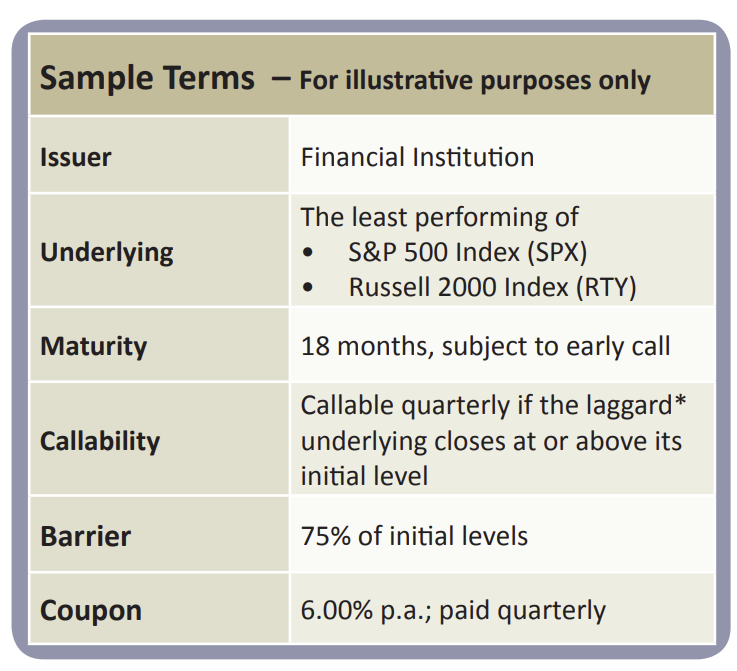 Sample Terms – For illustrative purposes only
Issuer
Financial Institution
Underlying
The least performing of
• S&P 500 Index (SPX)
• Russell 2000 Index (RTY)
Maturity
18 months, subject to early call
Callability
Callable quarterly if the laggard*
underlying closes at or above its
initial level
Barrier
75% of initial levels
Coupon
6.00% p.a.; paid quarterly